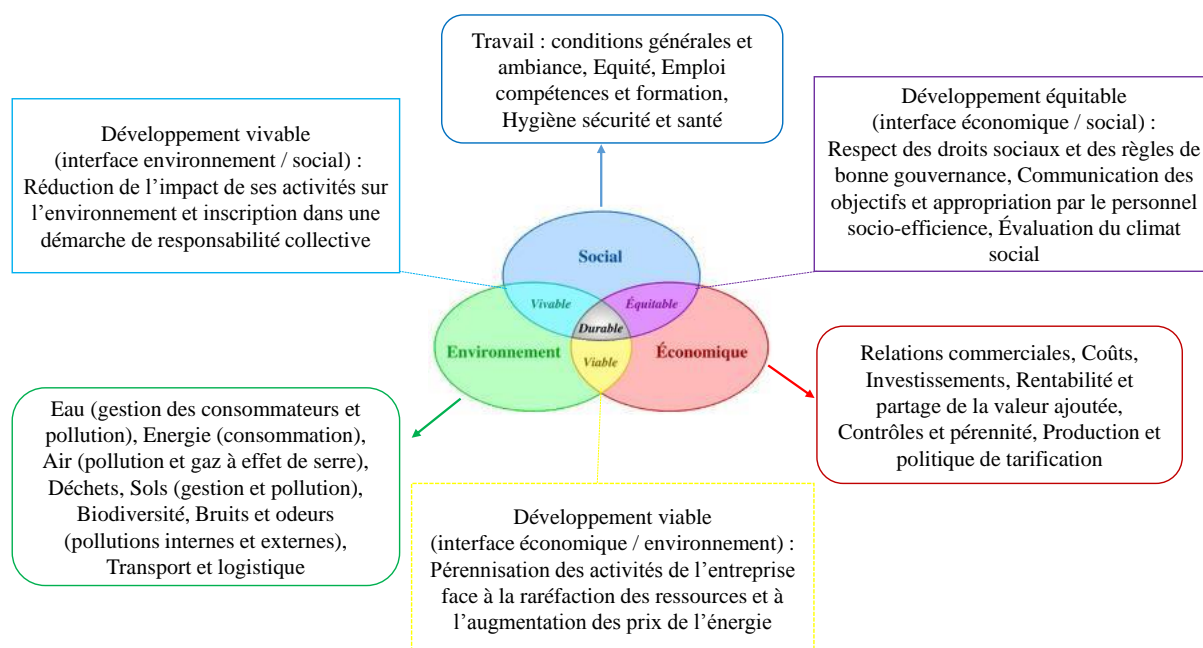 Travail : conditions générales et
ambiance, Equité, Emploi
compétences et formation,
Hygiène sécurité et santé
Développement vivable
(interface environnement / social) :
Réduction de l’impact de ses activités sur
l’environnement et inscription dans une
démarche de responsabilité collective
Développement équitable
(interface économique / social) :
Respect des droits sociaux et des règles de
bonne gouvernance, Communication des
objectifs et appropriation par le personnel
socio-efficience, Évaluation du climat
social
Social
Vivable
Équitable
Durable
Environnement
Viable
Économique
Relations commerciales, Coûts,
Investissements, Rentabilité et
partage de la valeur ajoutée,
Contrôles et pérennité, Production et
politique de tarification
Eau (gestion des consommateurs et
pollution), Energie (consommation),
Air (pollution et gaz à effet de serre),
Déchets, Sols (gestion et pollution),
Biodiversité, Bruits et odeurs
(pollutions internes et externes),
Transport et logistique
Développement viable
(interface économique / environnement) :
Pérennisation des activités de l’entreprise
face à la raréfaction des ressources et à
l’augmentation des prix de l’énergie